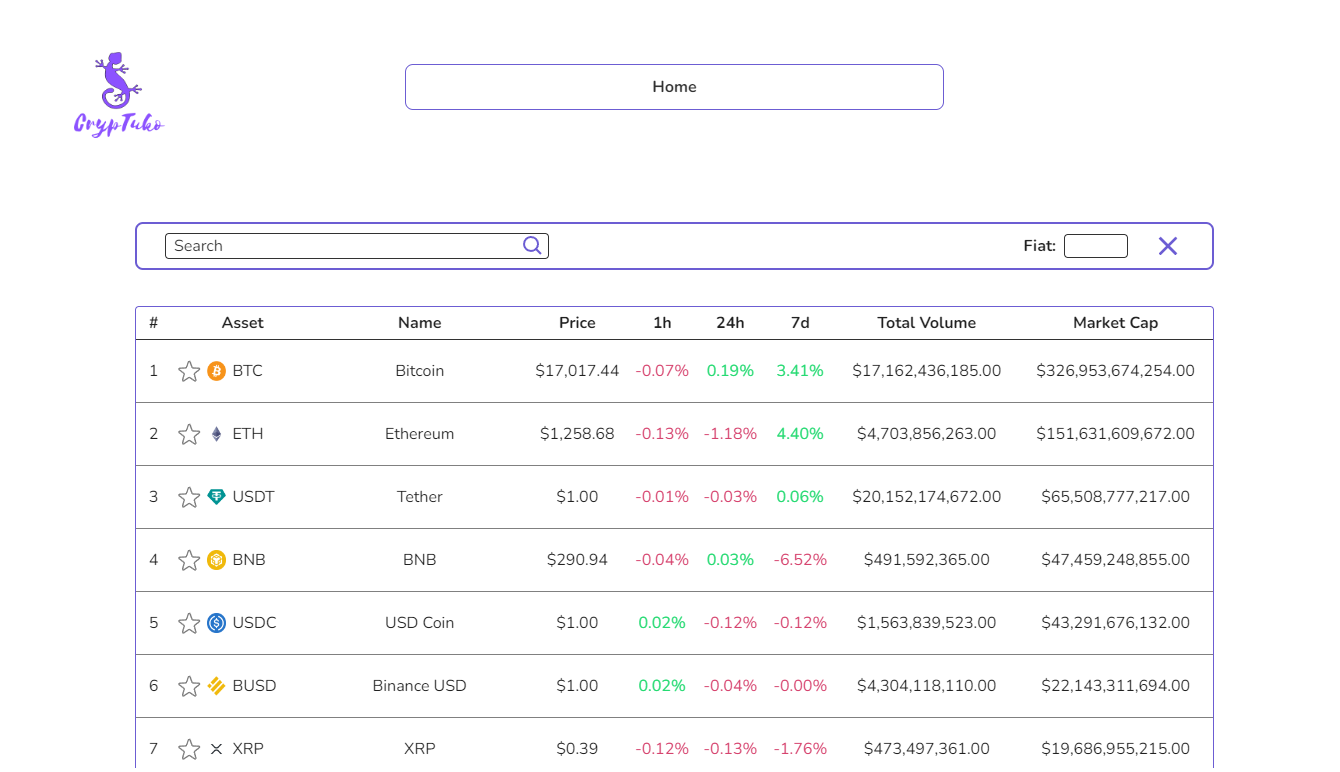 CrypTuko
Home
Search
Fiat:
# Asset Name Price 1h 24h 7d Total Volume Market Cap
1 BTC Bitcoin $17,017.44 -0.07% 0.19% 3.41% $17,162,436,185.00 $326,953,674,254.00
2 ETH Ethereum $1,258.68 -0.13% -1.18% 4.40% $4,703,856,263.00 $151,631,609,672.00
3 USDT Tether $1.00 -0.01% -0.03% 0.06% $20,152,174,672.00 $65,508,777,217.00
4 BNB BNB $290.94 -0.04% 0.03% -6.52% $491,592,365.00 $47,459,248,855.00
5 USDC USD Coin $1.00 0.02% -0.12% -0.12% $1,563,839,523.00 $43,291,676,132.00
6 BUSD Binance USD $1.00 0.02% -0.04% -0.00% $4,304,118,110.00 $22,143,311,694.00
7 XRP XRP $0.39 -0.12% -0.13% -1.76% $473,497,361.00 $19,686,955,215.00